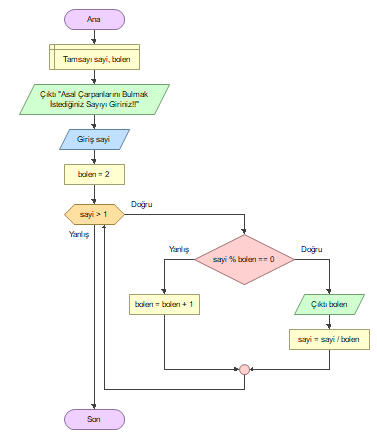 Ana
Tamsayı sayi, bolen
Çıktı "Asal Çarpanlarını Bulmak
İstediğiniz Sayıyı Giriniz!!"
Giriş sayi
bolen = 2
sayi > 1
Doğru
Yanlış
sayi % bolen == 0
Yanlış
Doğru
bolen = bolen + 1
Çıktı bolen
sayi = sayi / bolen
Son